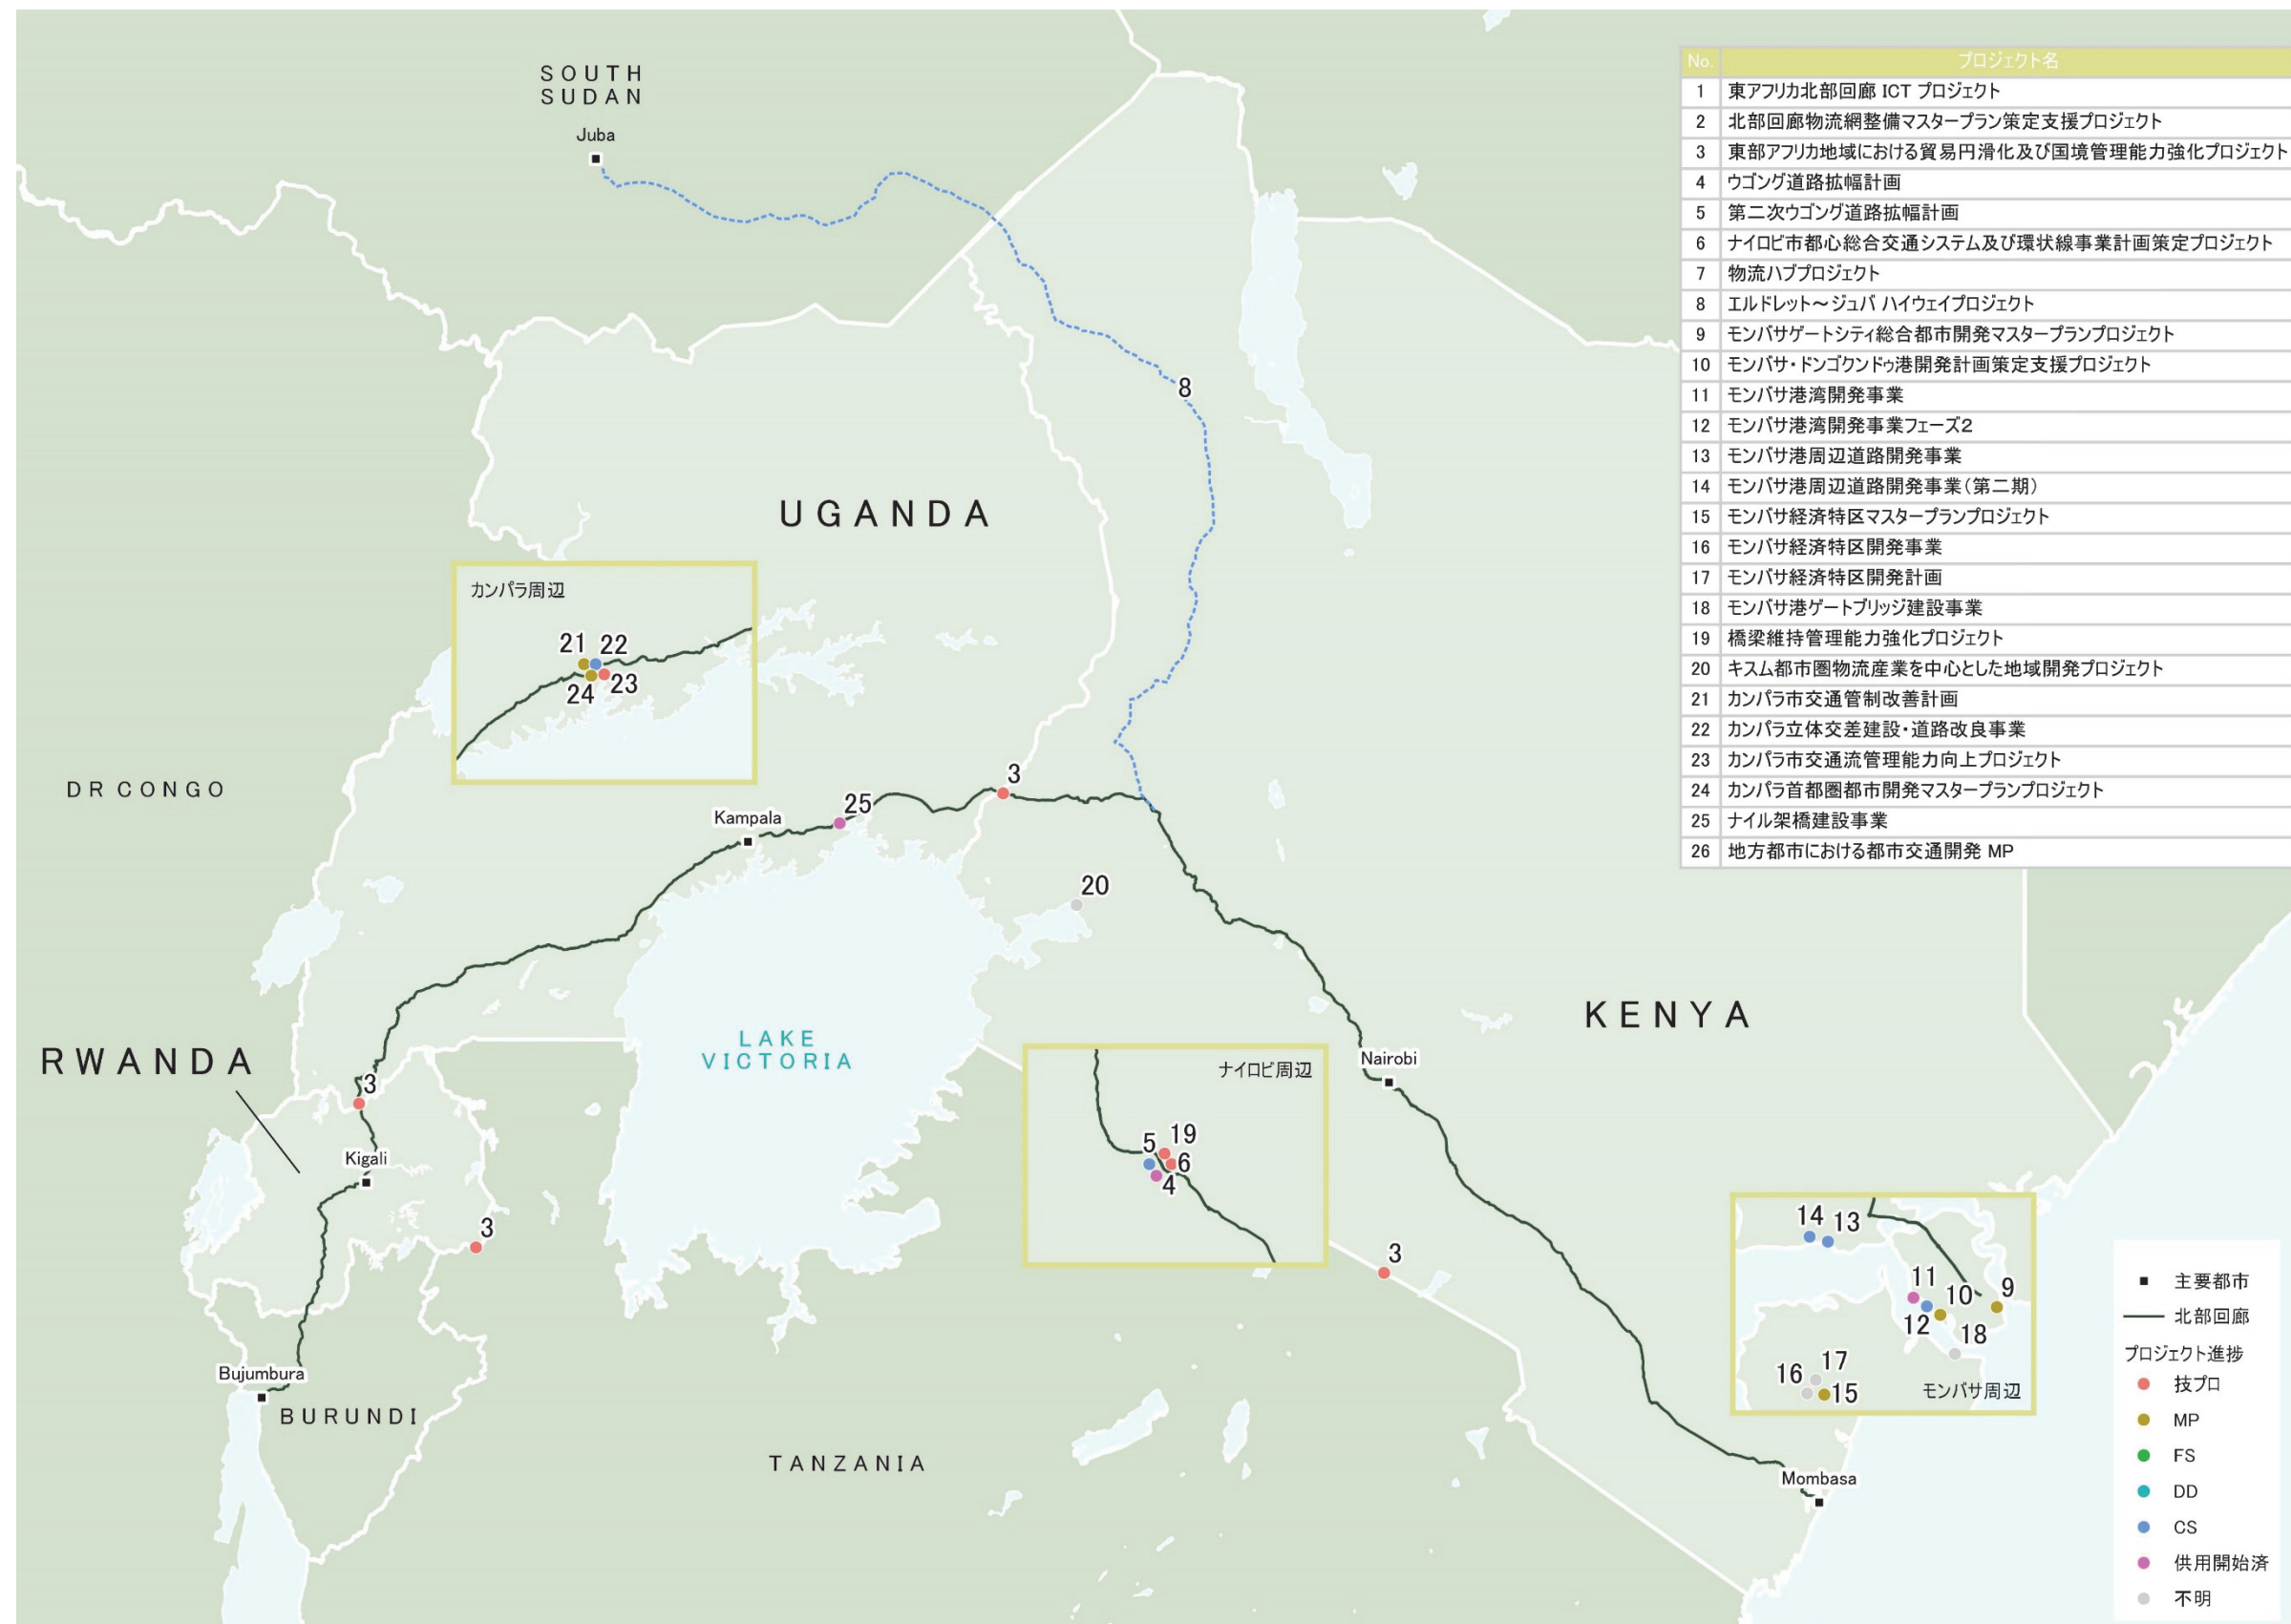 SOUTH
SUDAN
Juba
UGANDA
カンパラ周辺
21 22
24 23
DR CONGO
Kampala
25
3
8
20
LAKE
VICTORIA
KENYA
RWANDA
3
Kigali
3
Bujumbura
BURUNDI
TANZANIA
ナイロビ周辺
5 19
6
4
Nairobi
3
14 13
11
10
9
12
18
16 17
15
モンバサ周辺
Mombasa
No. プロジェクト名
1 東アフリカ北部回廊 ICT プロジェクト
2 北部回廊物流網整備マスタープラン策定支援プロジェクト
3 東部アフリカ地域における貿易円滑化及び国境管理能力強化プロジェクト
4 ウゴング道路拡幅計画
5 第二次ウゴング道路拡幅計画
6 ナイロビ市都心総合交通システム及び環状線事業計画策定プロジェクト
7 物流ハブプロジェクト
8 エルドレット～ジュバ ハイウェイプロジェクト
9 モンバサゲートシティ総合都市開発マスタープランプロジェクト
10 モンバサ・ドンゴクンドゥ港開発計画策定支援プロジェクト
11 モンバサ港湾開発事業
12 モンバサ港湾開発事業フェーズ2
13 モンバサ港周辺道路開発事業
14 モンバサ港周辺道路開発事業（第二期）
15 モンバサ経済特区マスタープランプロジェクト
16 モンバサ経済特区開発事業
17 モンバサ経済特区開発計画
18 モンバサ港ゲートブリッジ建設事業
19 橋梁維持管理能力強化プロジェクト
20 キスム都市圏物流産業を中心とした地域開発プロジェクト
21 カンパラ市交通管制改善計画
22 カンパラ立体交差建設・道路改良事業
23 カンパラ市交通流管理能力向上プロジェクト
24 カンパラ首都圏都市開発マスタープランプロジェクト
25 ナイル架橋建設事業
26 地方都市における都市交通開発 MP
主要都市
北部回廊
プロジェクト進捗
技プロ
MP
FS
DD
CS
供用開始済
不明